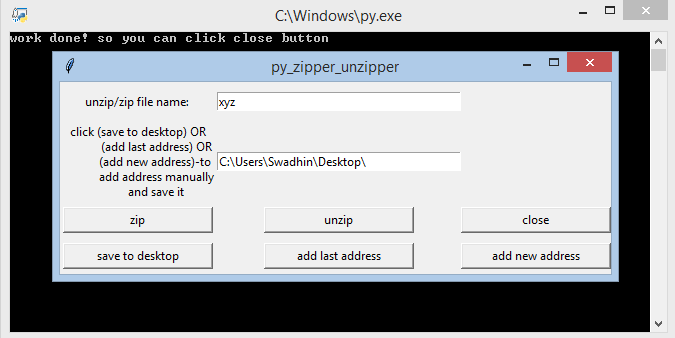 C:\Windows\py.exe
work done! so you can click close button
py_zipper_unzipper
unzip/zip file name: xyz
click (save to desktop) OR
(add last address) OR
(add new address)-to C:\Users\Swadhin\Desktop\
add address manually
and save it
zip unzip close
save to desktop add last address add new address